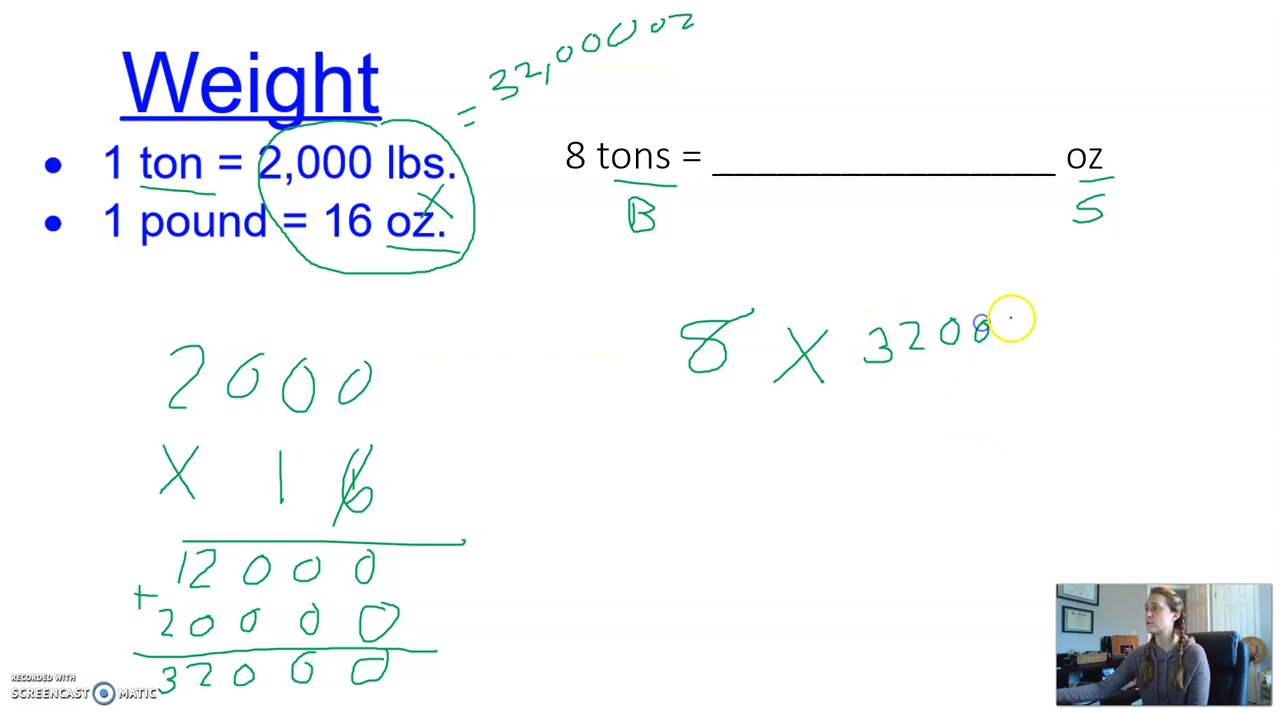 Weight
= 32,000 oz
• 1 ton = 2,000 lbs.
• 1 pound = 16 oz.
X
8 tons = __________________ oz
B S
8 X 3200
2000
X 16
12000
+ 20000
32000
RECORDED WITH
SCREENCAST MATIC